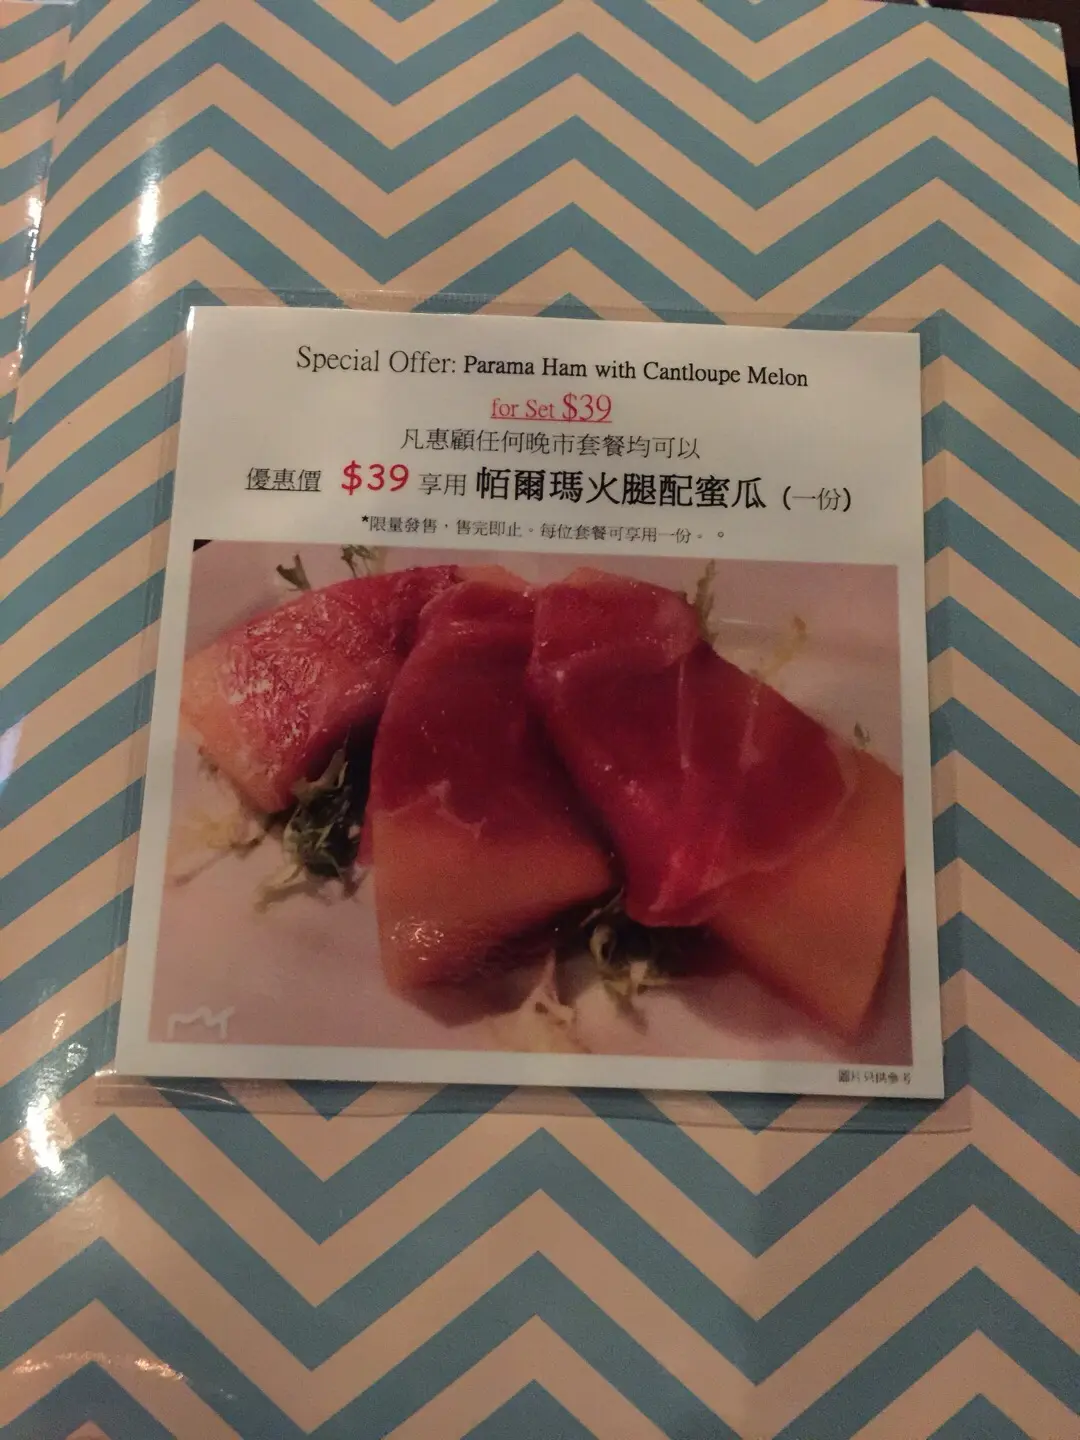 Special Offer: Parama Ham with Cantloupe Melon
for Set $39
凡惠顧任何晚市套餐均可以
優惠價 $39 享用 帕爾瑪火腿配蜜瓜 (一份)
*限量發售，售完即止。每位套餐可享用一份。。
圖片只供參考